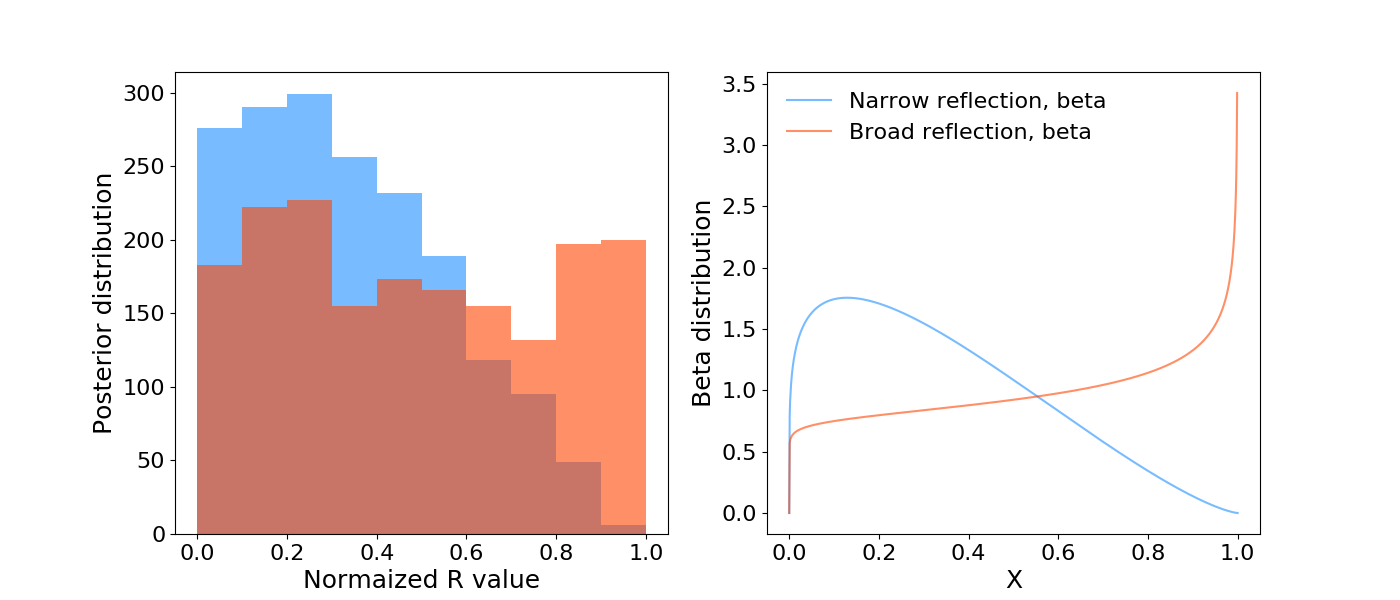 Posterior distribution
300
250
200
150
100
50
0
0.0 0.2 0.4 0.6 0.8 1.0
Normaized R value
Beta distribution
3.5
3.0
2.5
2.0
1.5
1.0
0.5
0.0
Narrow reflection, beta
Broad reflection, beta
0.0 0.2 0.4 0.6 0.8 1.0
X